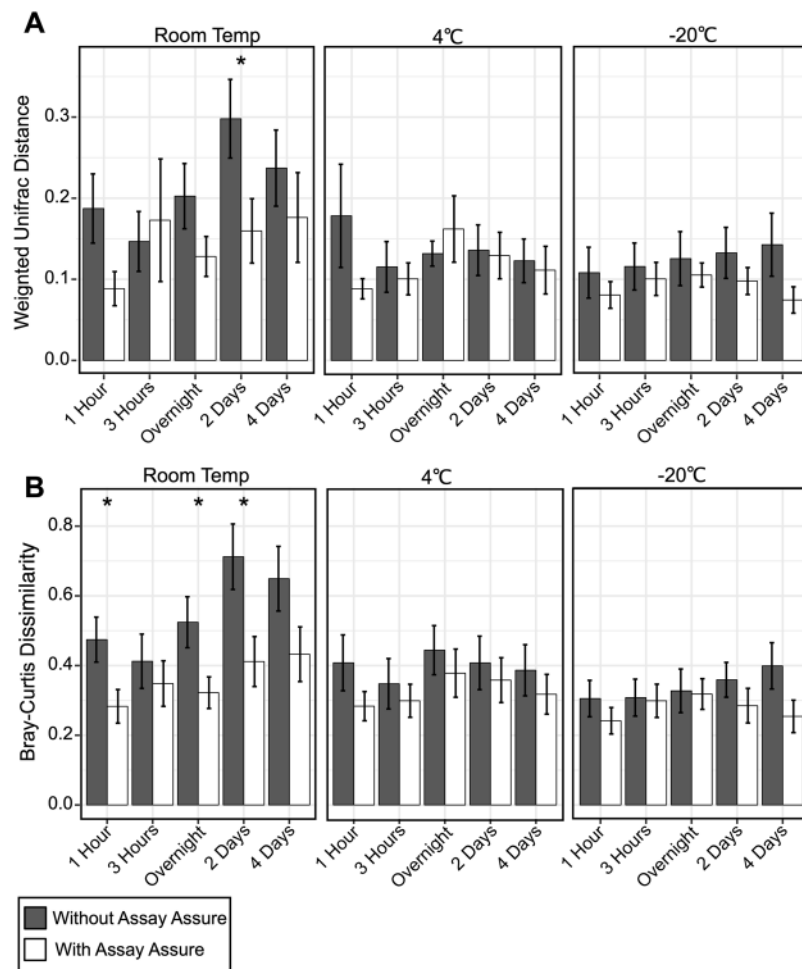 A
Room Temp
4℃
-20℃
*
Weignted Unifrac Distance
0.3
0.2
0.1
0.0
1 Hour
3 Hours
Overnight
2 Days
4 Days
1 Hour
3 Hours
Overnight
2 Days
4 Days
1 Hour
3 Hours
Overnight
2 Days
4 Days
B
Room Temp
4℃
-20℃
* * *
Bray-Curtis Dissimilarity
0.8
0.6
0.4
0.2
0.0
1 Hour
3 Hours
Overnight
2 Days
4 Days
1 Hour
3 Hours
Overnight
2 Days
4 Days
1 Hour
3 Hours
Overnight
2 Days
4 Days
Without Assay Assure
With Assay Assure